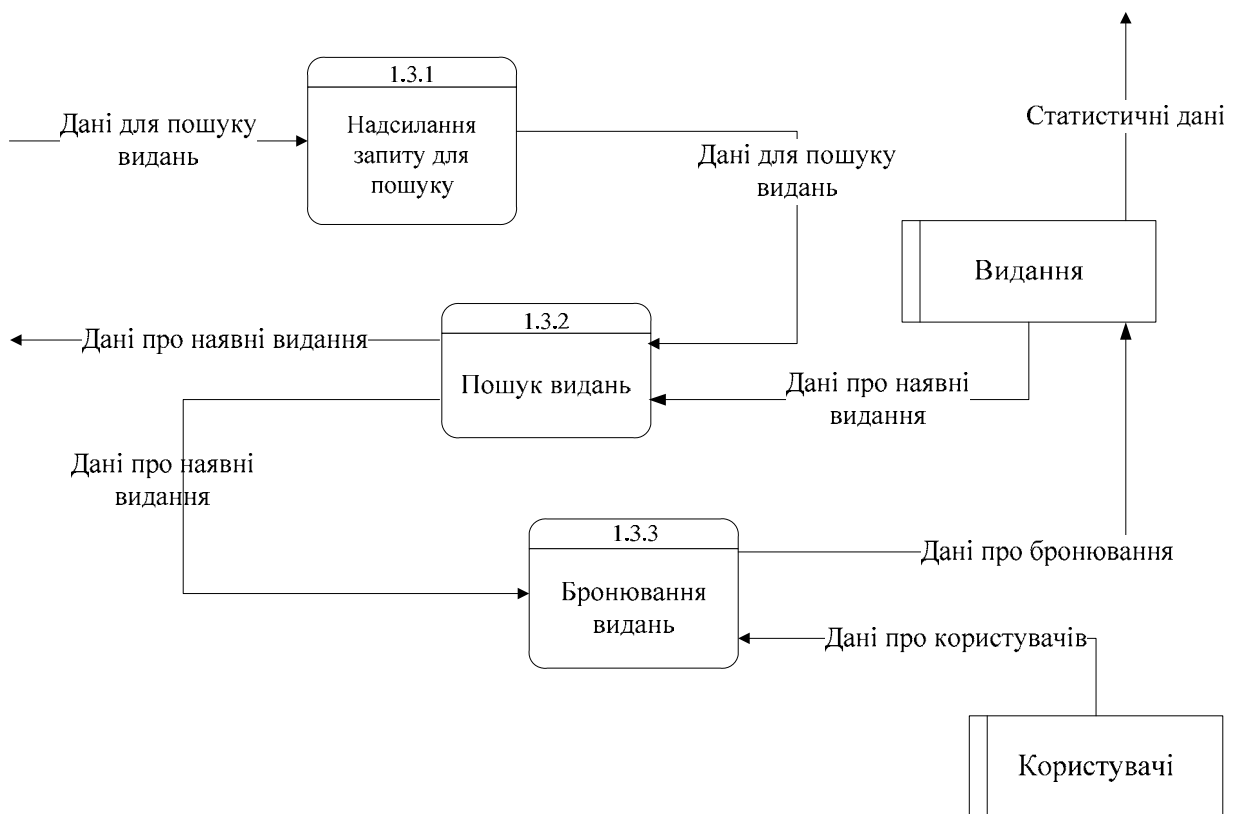 1.3.1
Надсилання
запиту для
пошуку
Дані для пошуку
видань
Дані для пошуку
видань
Статистичні дані
Видання
1.3.2
Пошук видань
Дані про наявні видання
Дані про наявні
видання
Дані про наявні
видання
1.3.3
Бронювання
видань
Дані про бронювання
Дані про користувачів
Користувачі